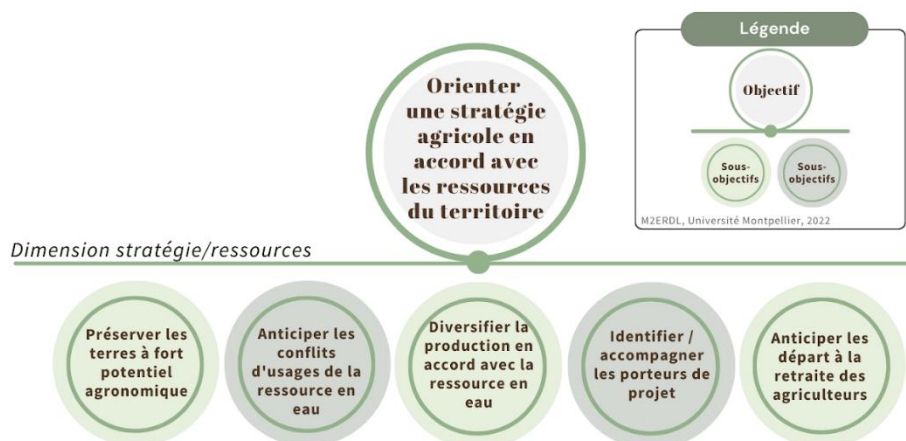 Orienter
une stratégie
agricole en
accord avec
les ressources
du territoire
Légende
Objectif
Sous-
objectifs
Sous-
objectifs
M2ERDL, Université Montpellier, 2022
Dimension stratégie/ressources
Préserver les
terres à fort
potentiel
agronomique
Anticiper les
conflits
d'usages de la
ressource en
eau
Diversifier la
production en
accord avec la
ressource en
eau
Identifier /
accompagner
les porteurs de
projet
Anticiper les
départ à la
retraite des
agriculteurs